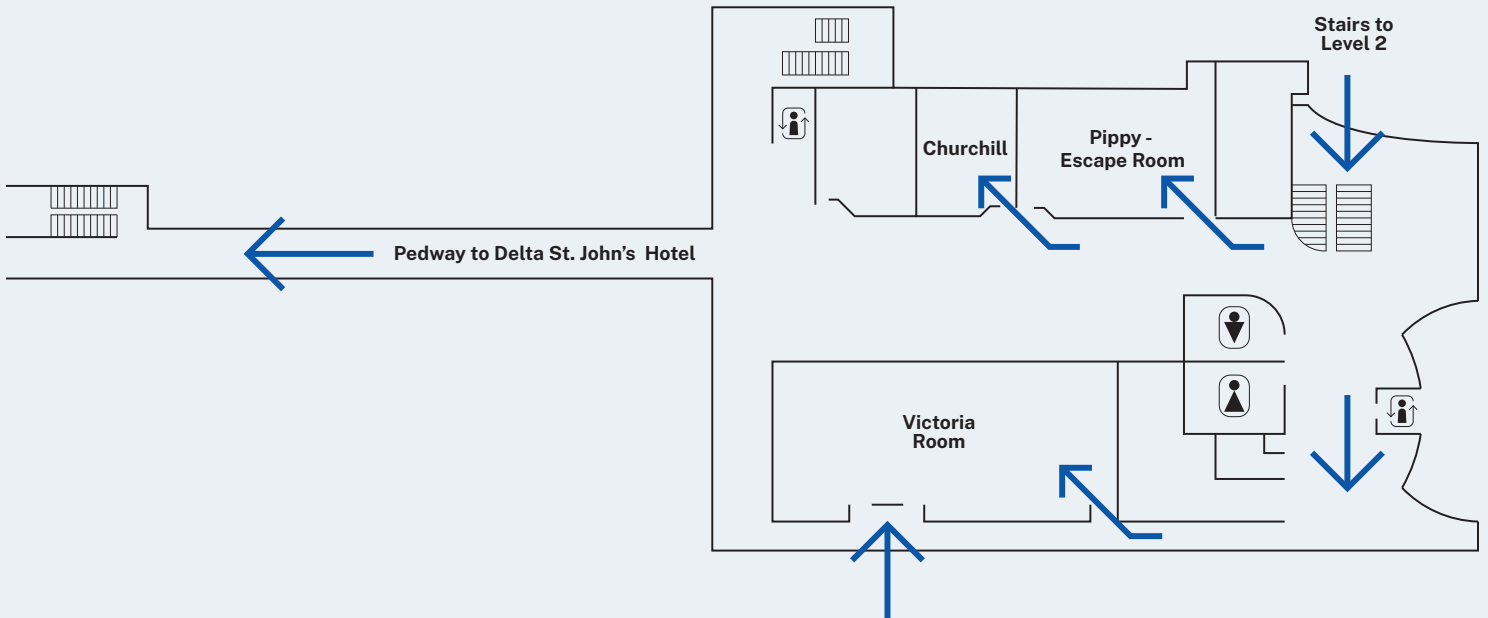 Stairs to
Level 2
Churchill
Pippy -
Escape Room
Pedway to Delta St. John's Hotel
Victoria
Room